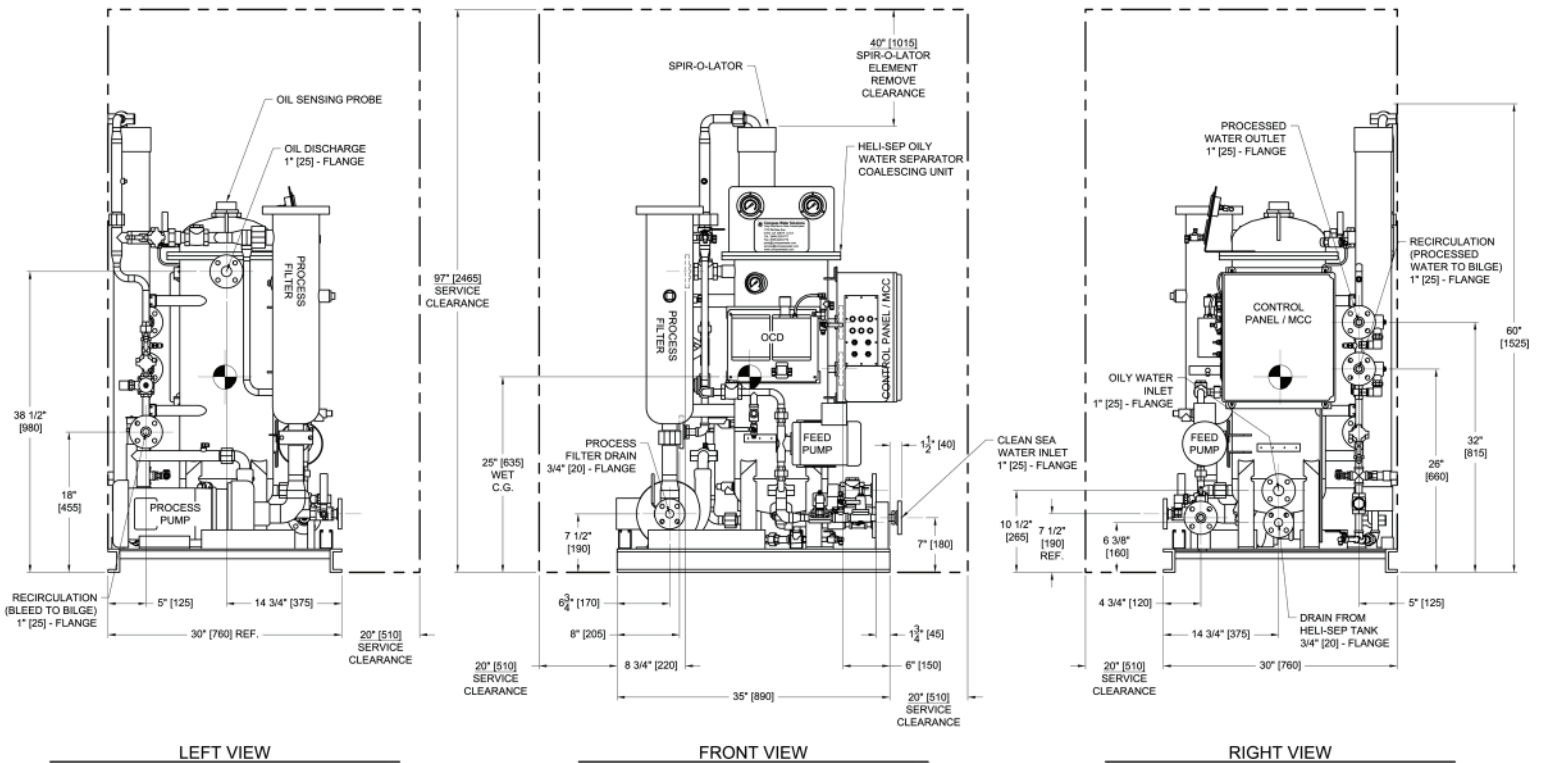 OIL SENSING PROBE
OIL DISCHARGE
1" [25] - FLANGE
PROCESS
FILTER
38 1/2"
[980]
18"
[455]
PROCESS
PUMP
RECIRCULATION
(BLEED TO BILGE)
1" [25] - FLANGE
5" [125]
14 3/4" [375]
30" [760] REF.
20" [510]
SERVICE
CLEARANCE
LEFT VIEW
97" [2465]
SERVICE
CLEARANCE
SPIR-O-LATOR
40" [1015]
SPIR-O-LATOR
ELEMENT
REMOVE
CLEARANCE
HELI-SEP OILY
WATER SEPARATOR
COALESCING UNIT
PROCESS
FILTER
OCD
CONTROL PANEL / MCC
25" [635]
WET
C.G.
PROCESS
FILTER DRAIN
3/4" [20] - FLANGE
FEED
PUMP
1 1/2" [40]
CLEAN SEA
WATER INLET
1" [25] - FLANGE
7 1/2"
[190]
7" [180]
6 3/4" [170]
8" [205]
8 3/4" [220]
1 3/4" [45]
6" [150]
20" [510]
SERVICE
CLEARANCE
35" [890]
20" [510]
SERVICE
CLEARANCE
FRONT VIEW
PROCESSED
WATER OUTLET
1" [25] - FLANGE
RECIRCULATION
(PROCESSED
WATER TO BILGE)
1" [25] - FLANGE
CONTROL
PANEL / MCC
60"
[1525]
OILY WATER
INLET
1" [25] - FLANGE
FEED
PUMP
32"
[815]
26"
[660]
10 1/2"
[265]
7 1/2"
[190]
REF.
6 3/8"
[160]
4 3/4" [120]
5" [125]
14 3/4" [375]
DRAIN FROM
HELI-SEP TANK
3/4" [20] - FLANGE
20" [510]
SERVICE
CLEARANCE
30" [760]
RIGHT VIEW